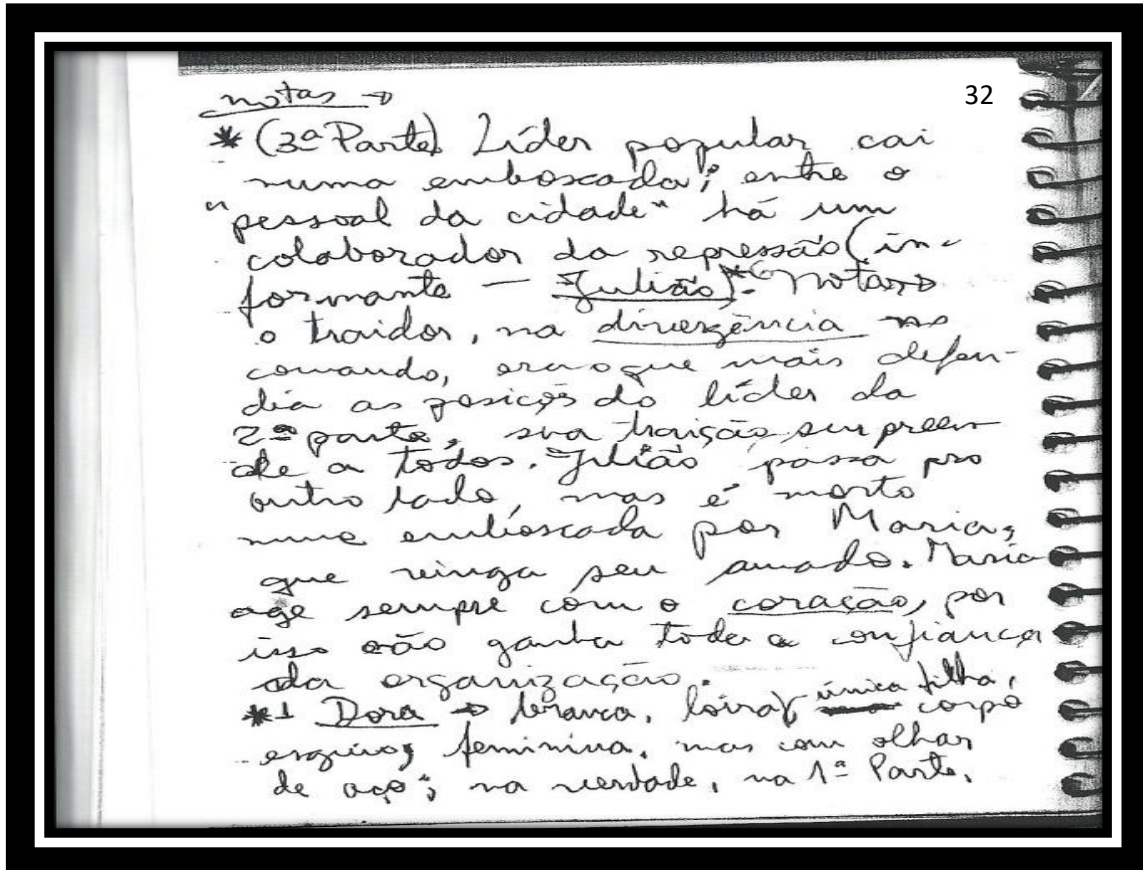 32
notas →
* (3ª Parte) Líder popular cai
numa emboscada; entre o
"pessoal da cidade" há um
colaborador da repressão (in-
formante — Julião). notas→
o traidor, na divergência no
comando, era o que mais defen-
dia as posições do líder da
2ª parte, sua traição surpreen-
de a todos. Julião passa pro
outro lado, mas é morto
numa emboscada por Maria,
que vinga seu amado. Maria
age sempre com o coração, por
isso não ganha toda a confiança
da organização.
*1 Dora → branca, loira, única filha, corpo
esguio, feminina, mas com olhar
de aço; na verdade, na 1ª Parte,